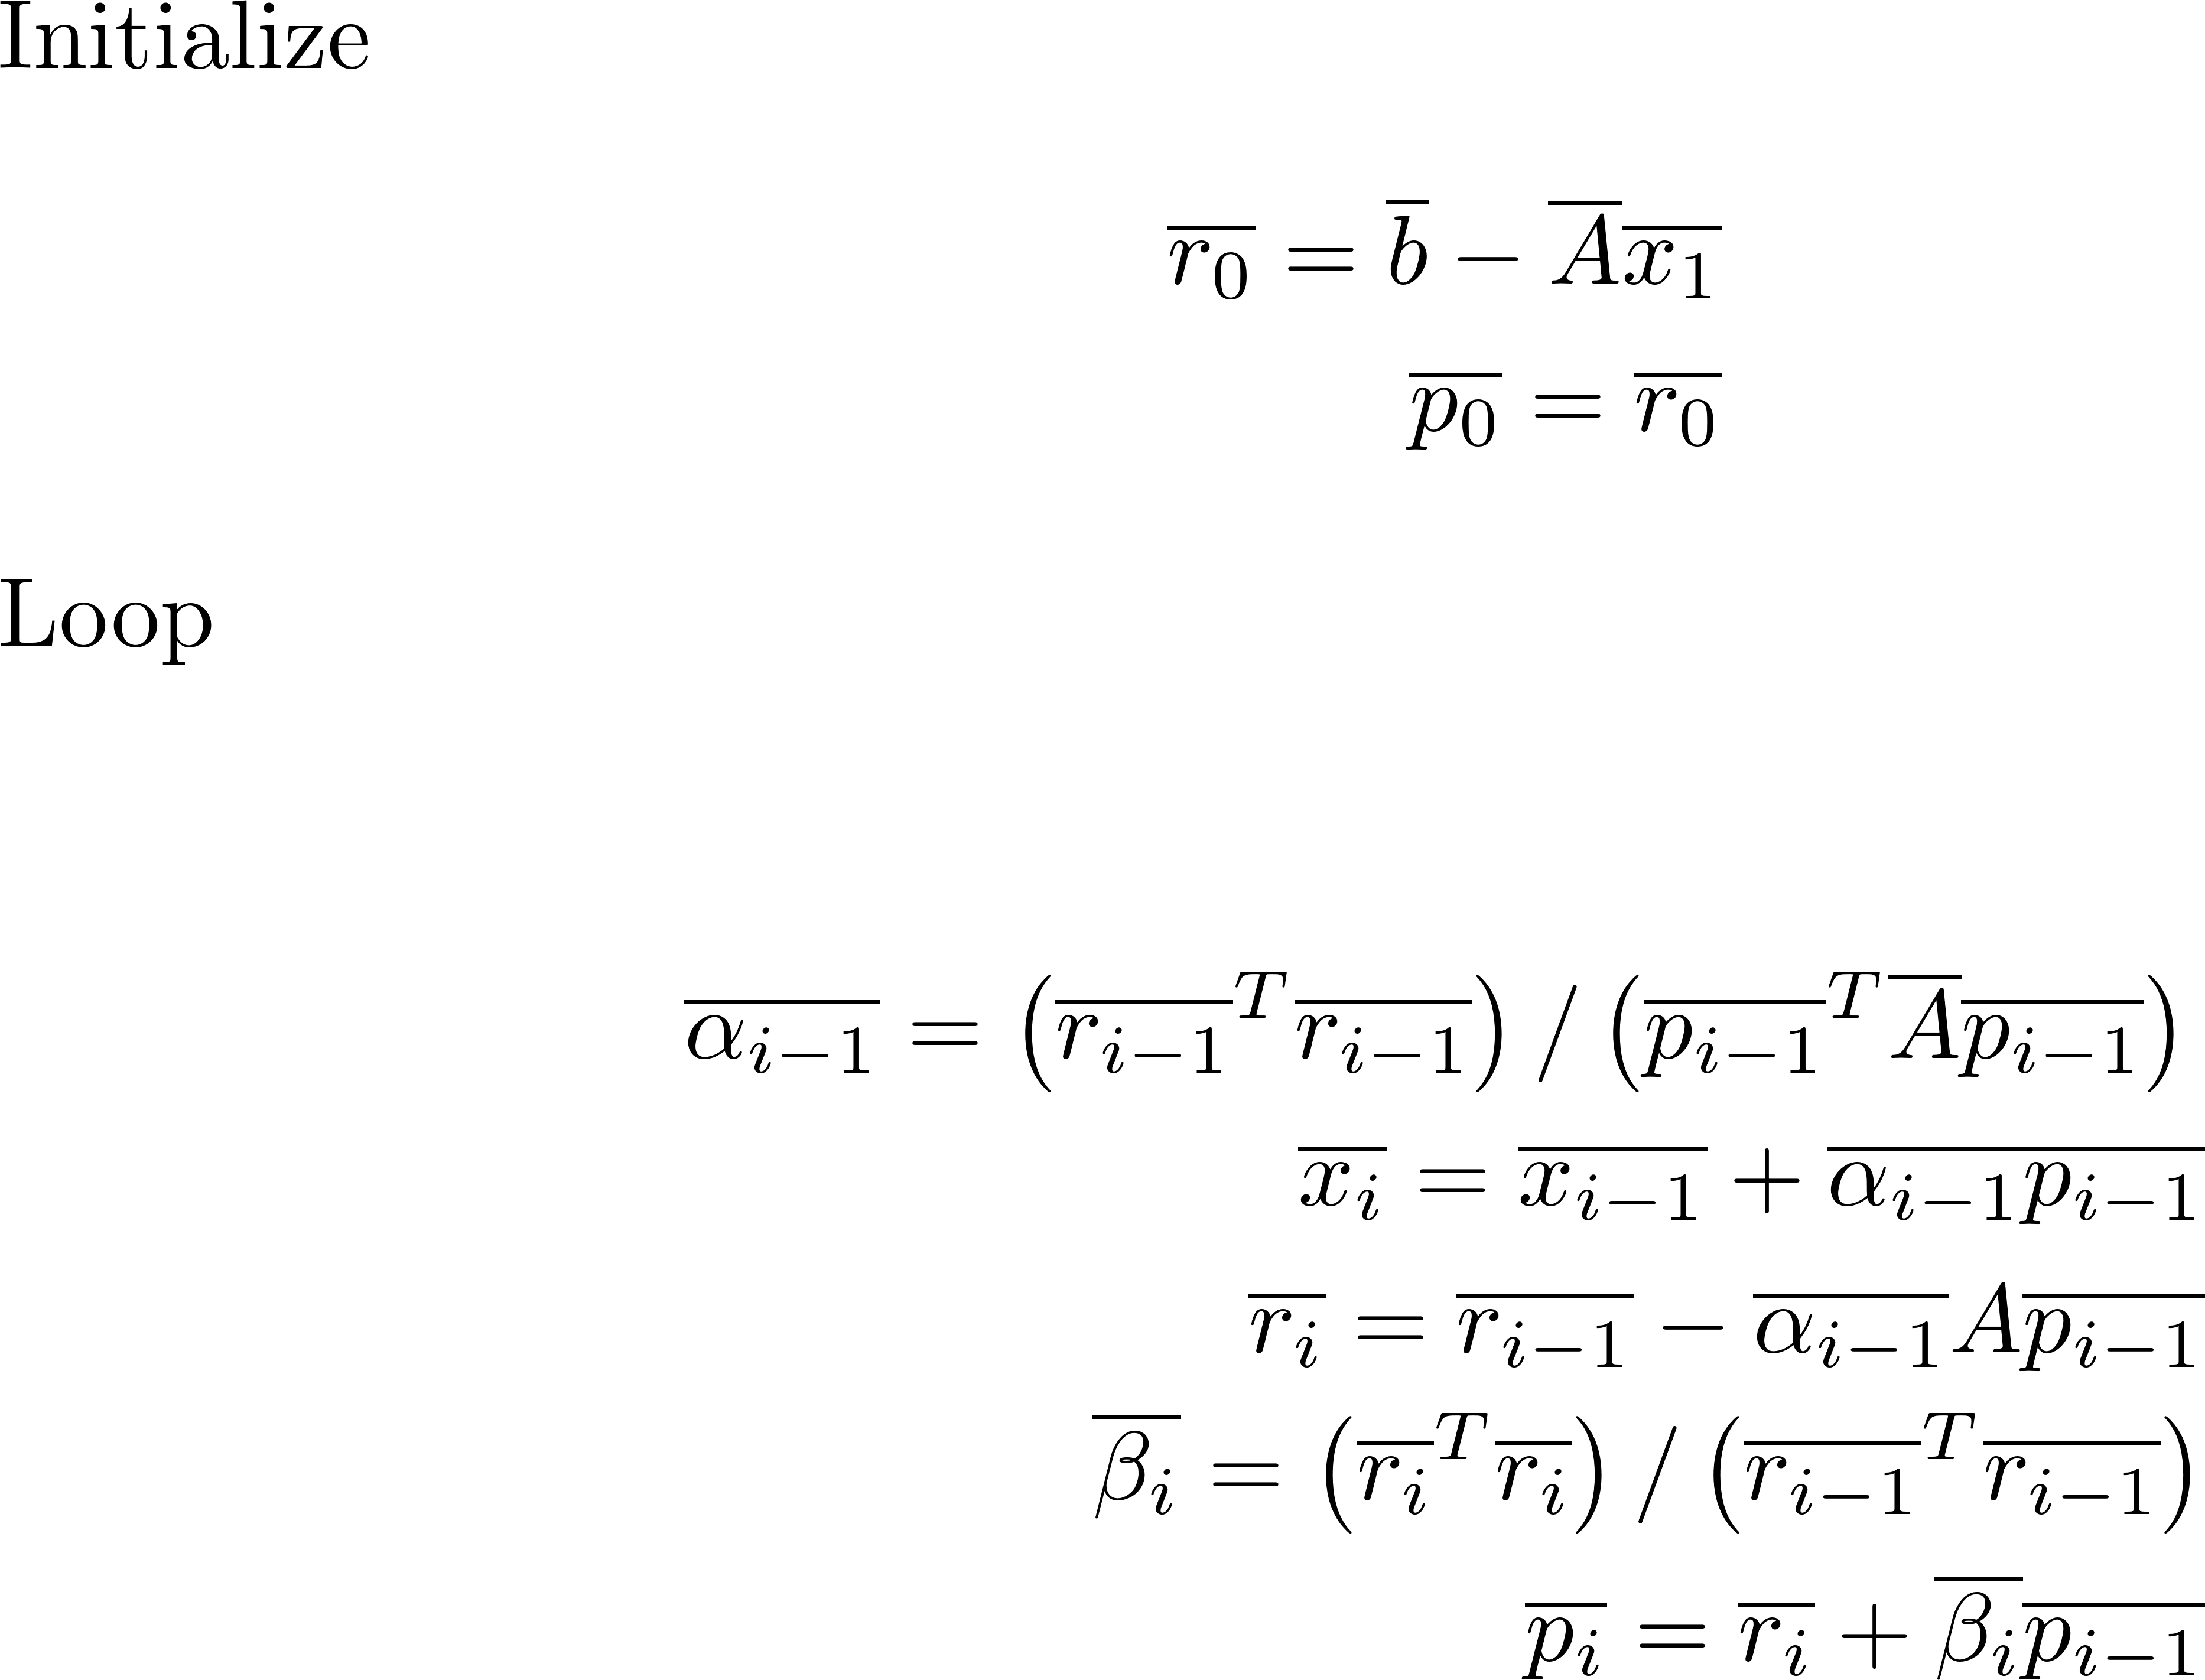 Initialize
$\overline{r_0} = \overline{b} - \overline{A}\overline{x_1}$
$\overline{p_0} = \overline{r_0}$
Loop
$\overline{\alpha_{i-1}} = \left(\overline{r_{i-1}}^T \overline{r_{i-1}}\right) / \left(\overline{p_{i-1}}^T \overline{A}\overline{p_{i-1}}\right)$
$\overline{x_i} = \overline{x_{i-1}} + \overline{\alpha_{i-1}p_{i-1}}$
$\overline{r_i} = \overline{r_{i-1}} - \overline{\alpha_{i-1}}A\overline{p_{i-1}}$
$\overline{\beta_i} = \left(\overline{r_i}^T \overline{r_i}\right) / \left(\overline{r_{i-1}}^T \overline{r_{i-1}}\right)$
$\overline{p_i} = \overline{r_i} + \overline{\beta_i}\overline{p_{i-1}}$